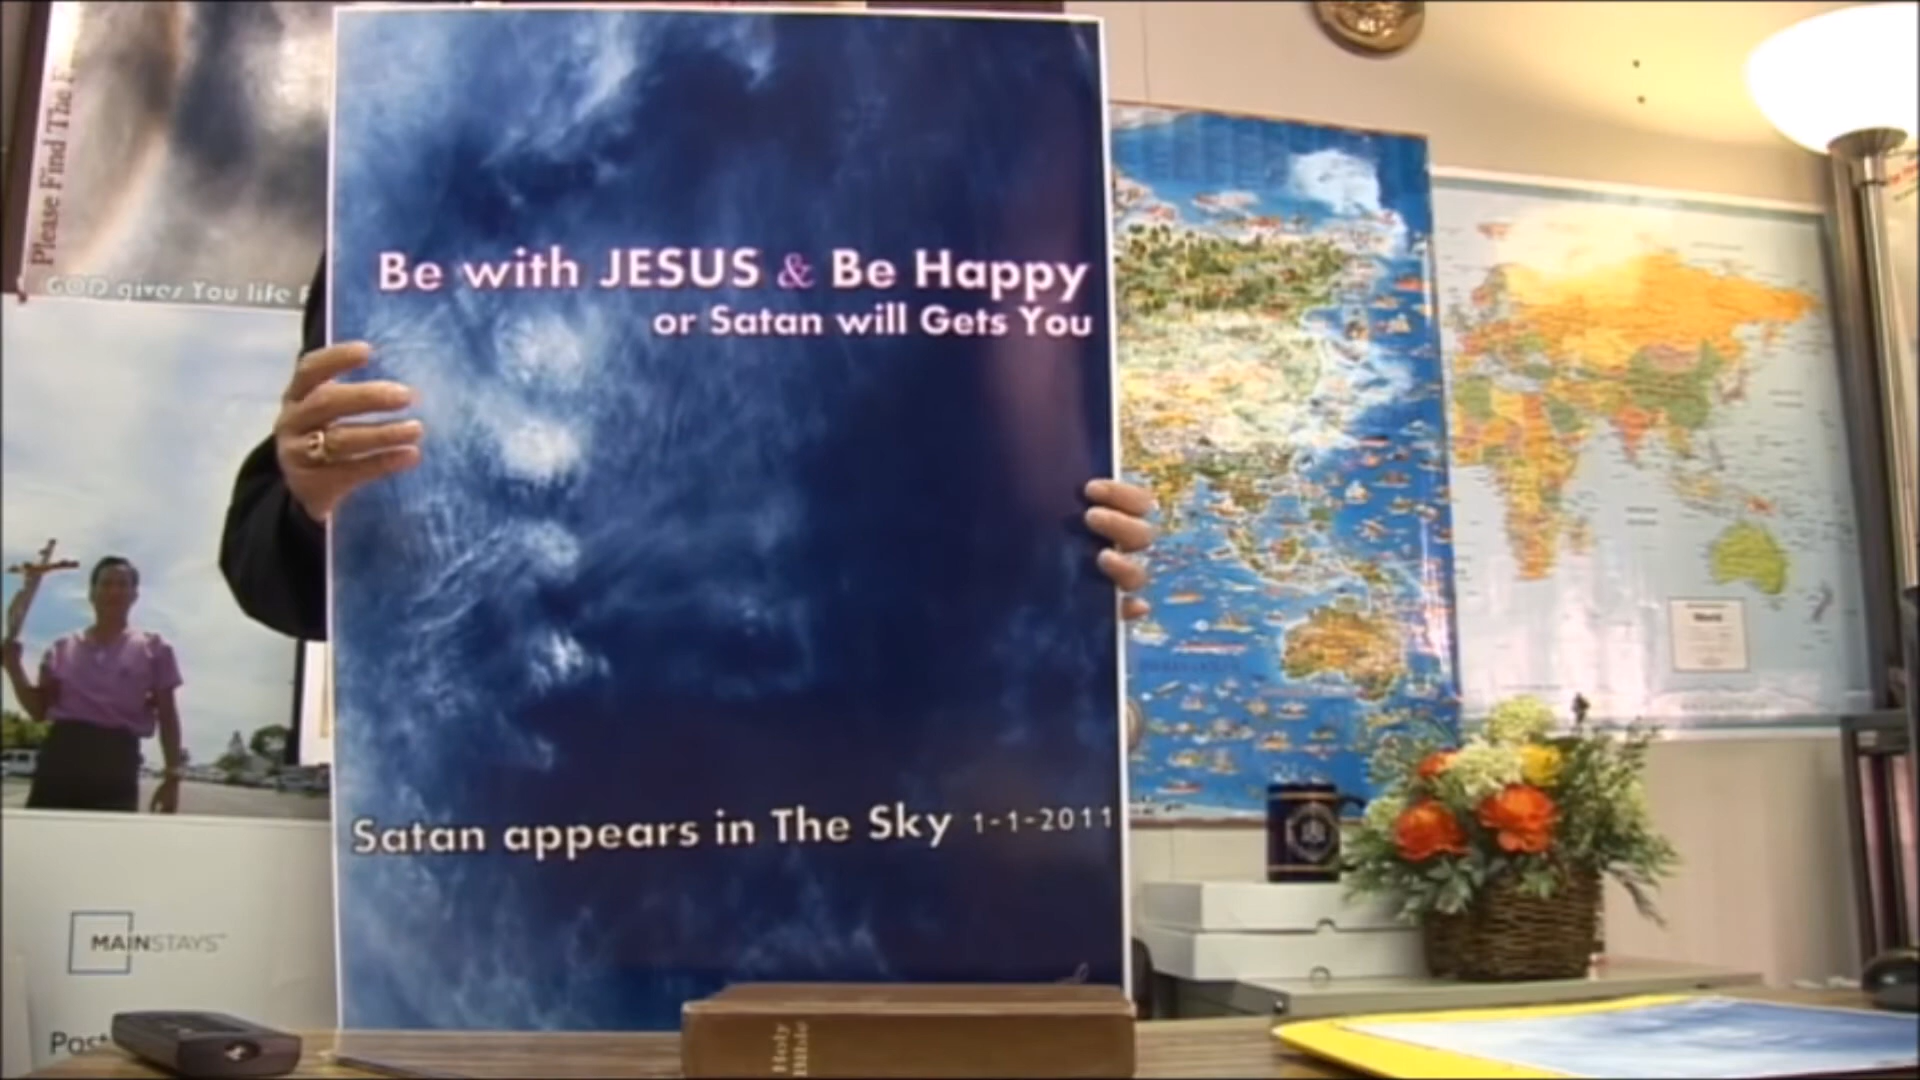 Please Find The
GOD gives You life
Be with JESUS & Be Happy
or Satan will Gets You
Satan appears in The Sky 1-1-2011
MAINSTAYS
Post
Holy
Bible
World